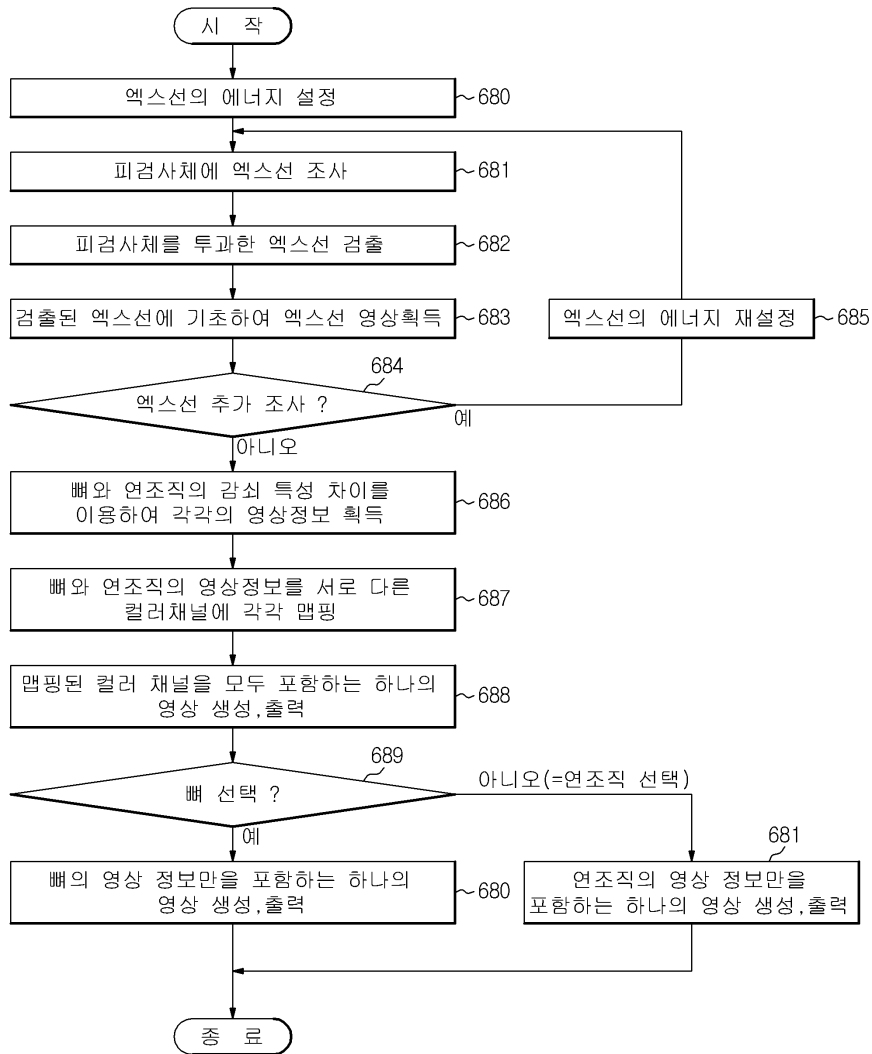 시 작
엑스선의 에너지 설정
680
피검사체에 엑스선 조사
681
피검사체를 투과한 엑스선 검출
682
검출된 엑스선에 기초하여 엑스선 영상획득
683
엑스선의 에너지 재설정
685
684
엑스선 추가 조사 ?
예
아니오
뼈와 연조직의 감쇠 특성 차이를
이용하여 각각의 영상정보 획득
686
뼈와 연조직의 영상정보를 서로 다른
컬러채널에 각각 맵핑
687
맵핑된 컬러 채널을 모두 포함하는 하나의
영상 생성,출력
688
689
뼈 선택 ?
아니오(=연조직 선택)
예
뼈의 영상 정보만을 포함하는 하나의
영상 생성,출력
680
681
연조직의 영상 정보만을
포함하는 하나의 영상 생성,출력
종 료